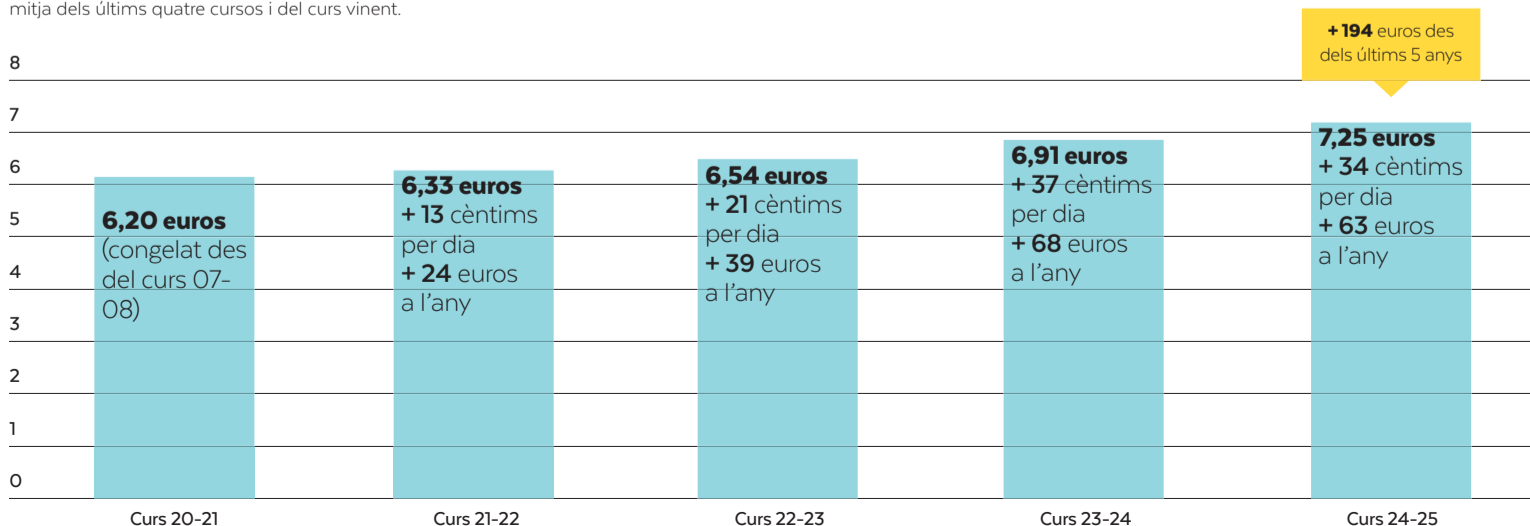 mitja dels últims quatre cursos i del curs vinent.
+ 194 euros des
dels últims 5 anys
8
7
6
5
4
3
2
1
0
6,20 euros
(congelat des
del curs 07-
08)
6,33 euros
+ 13 cèntims
per dia
+ 24 euros
a l’any
6,54 euros
+ 21 cèntims
per dia
+ 39 euros
a l’any
6,91 euros
+ 37 cèntims
per dia
+ 68 euros
a l’any
7,25 euros
+ 34 cèntims
per dia
+ 63 euros
a l’any
Curs 20-21
Curs 21-22
Curs 22-23
Curs 23-24
Curs 24-25